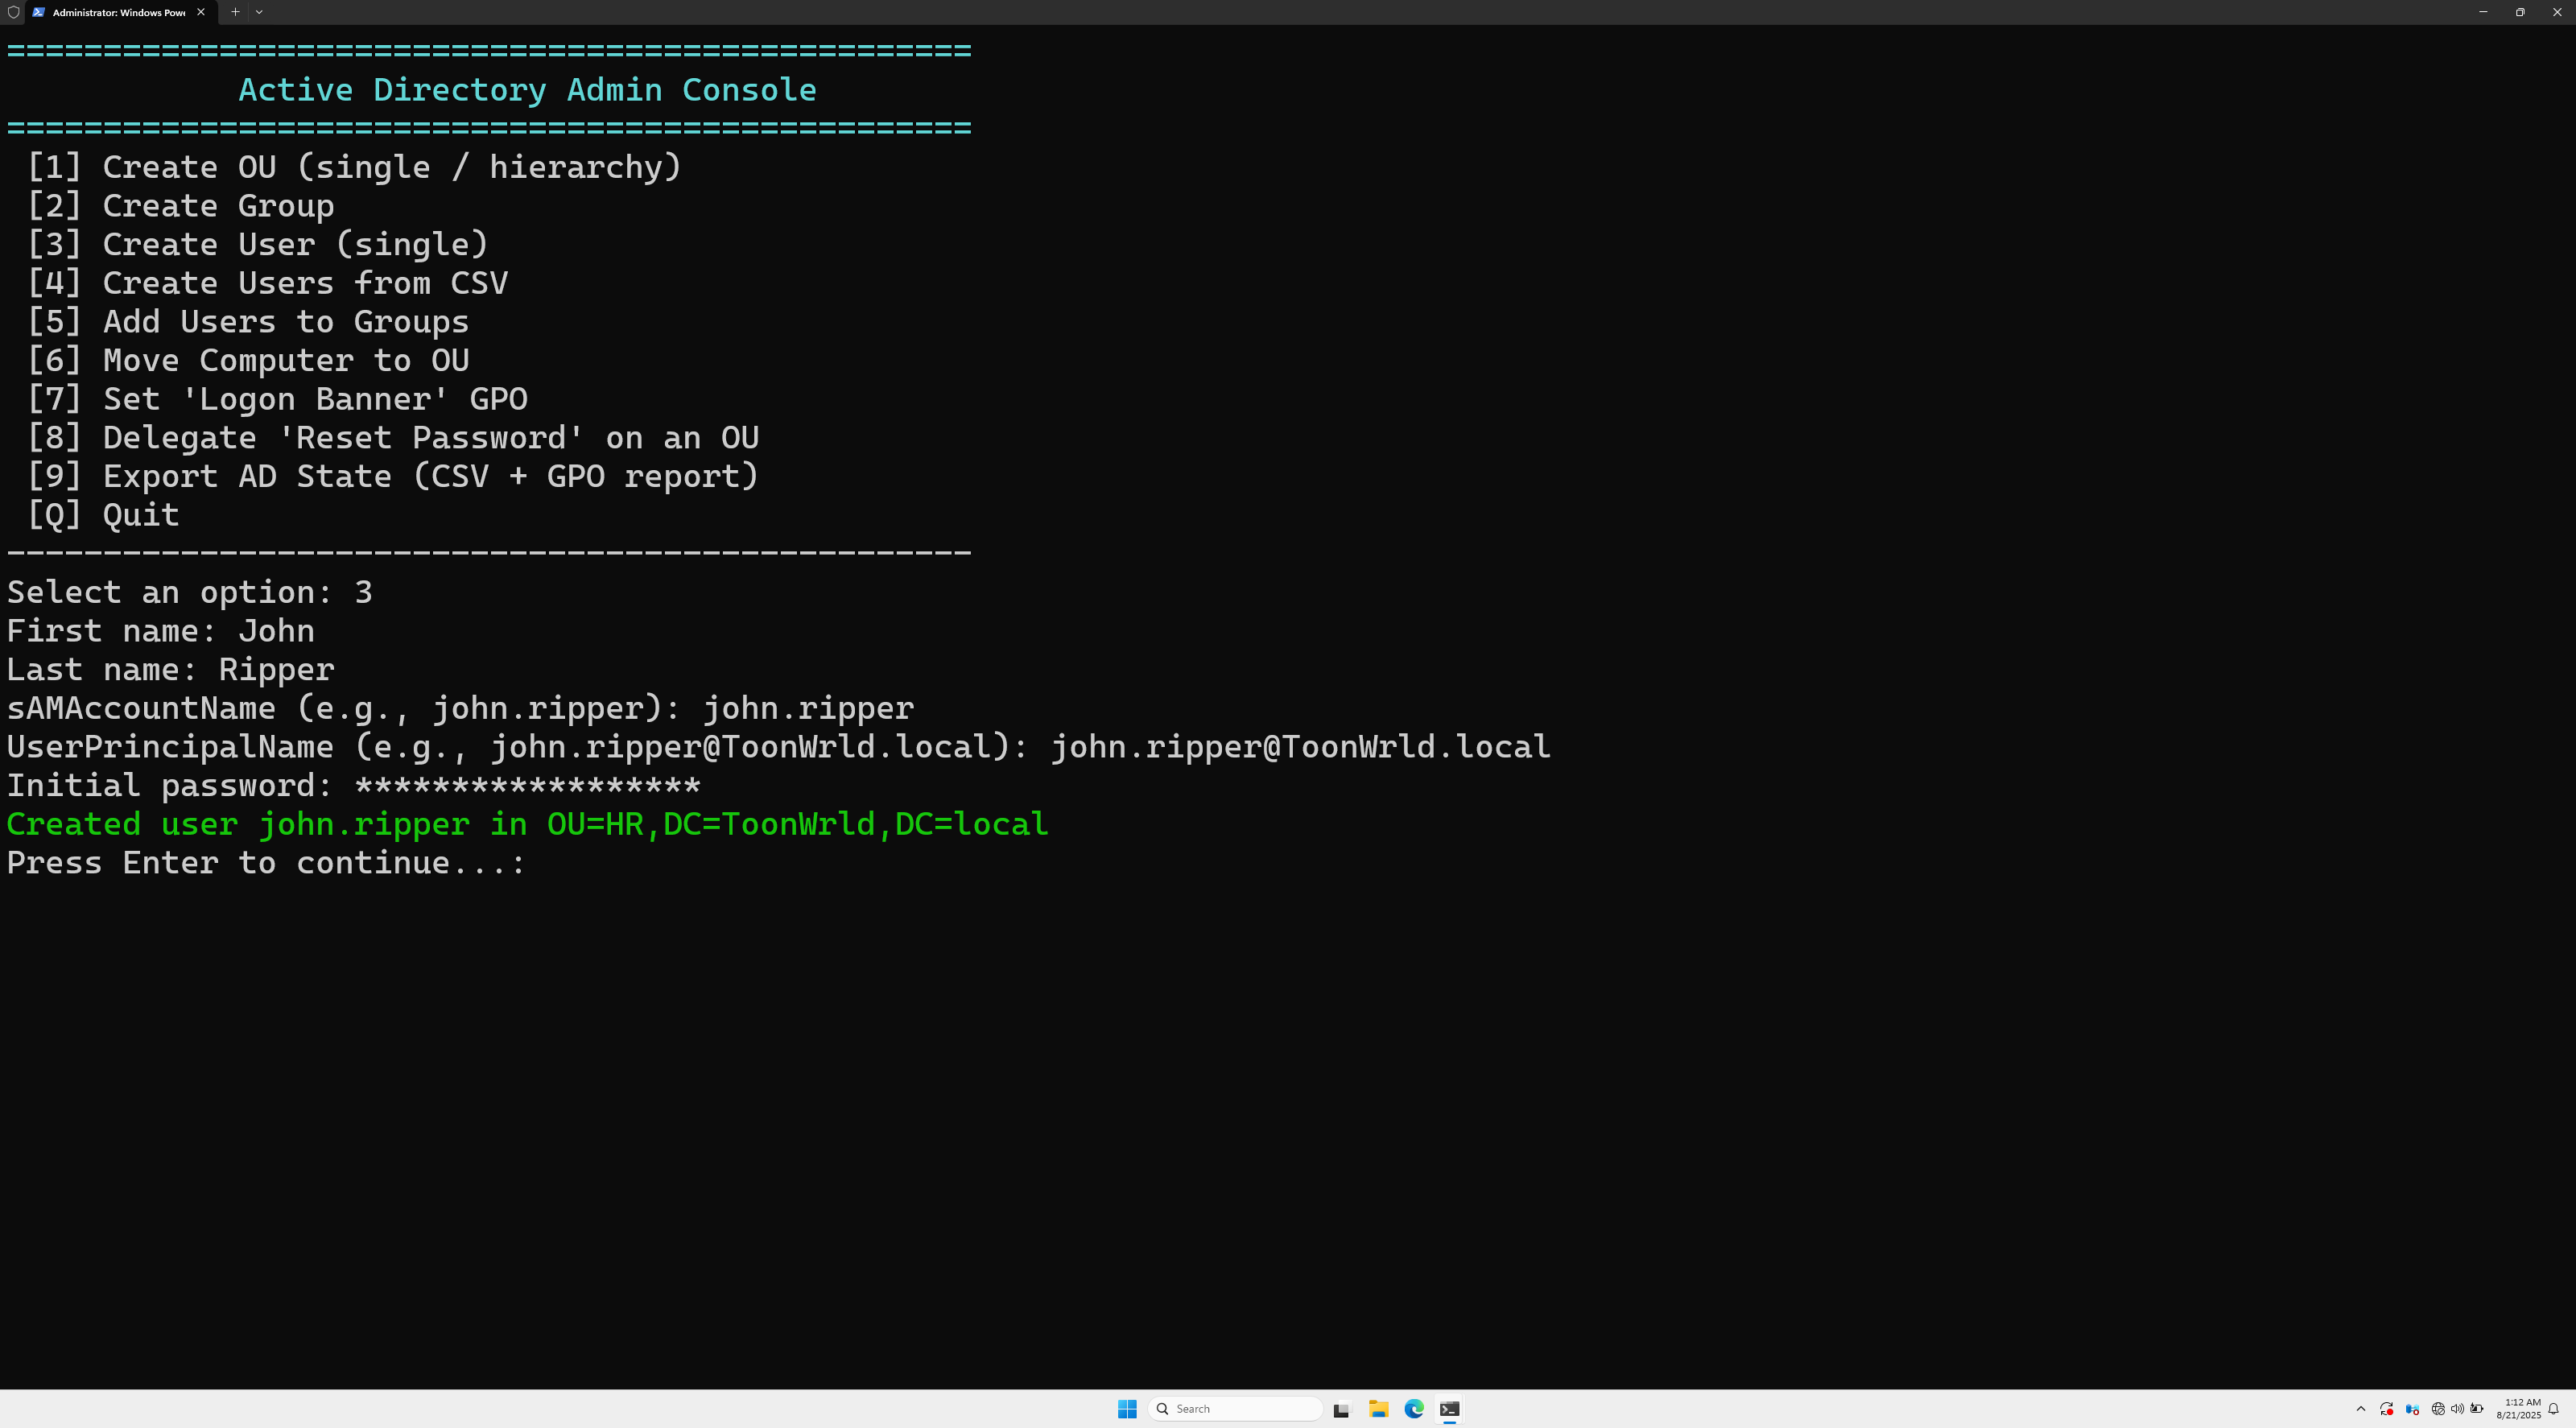 Administrator: Windows Powe
==================================================
            Active Directory Admin Console
==================================================
 [1] Create OU (single / hierarchy)
 [2] Create Group
 [3] Create User (single)
 [4] Create Users from CSV
 [5] Add Users to Groups
 [6] Move Computer to OU
 [7] Set 'Logon Banner' GPO
 [8] Delegate 'Reset Password' on an OU
 [9] Export AD State (CSV + GPO report)
 [Q] Quit
--------------------------------------------------
Select an option: 3
First name: John
Last name: Ripper
sAMAccountName (e.g., john.ripper): john.ripper
UserPrincipalName (e.g., john.ripper@ToonWrld.local): john.ripper@ToonWrld.local
Initial password: ******************
Created user john.ripper in OU=HR,DC=ToonWrld,DC=local
Press Enter to continue...:
Search
1:12 AM
8/21/2025